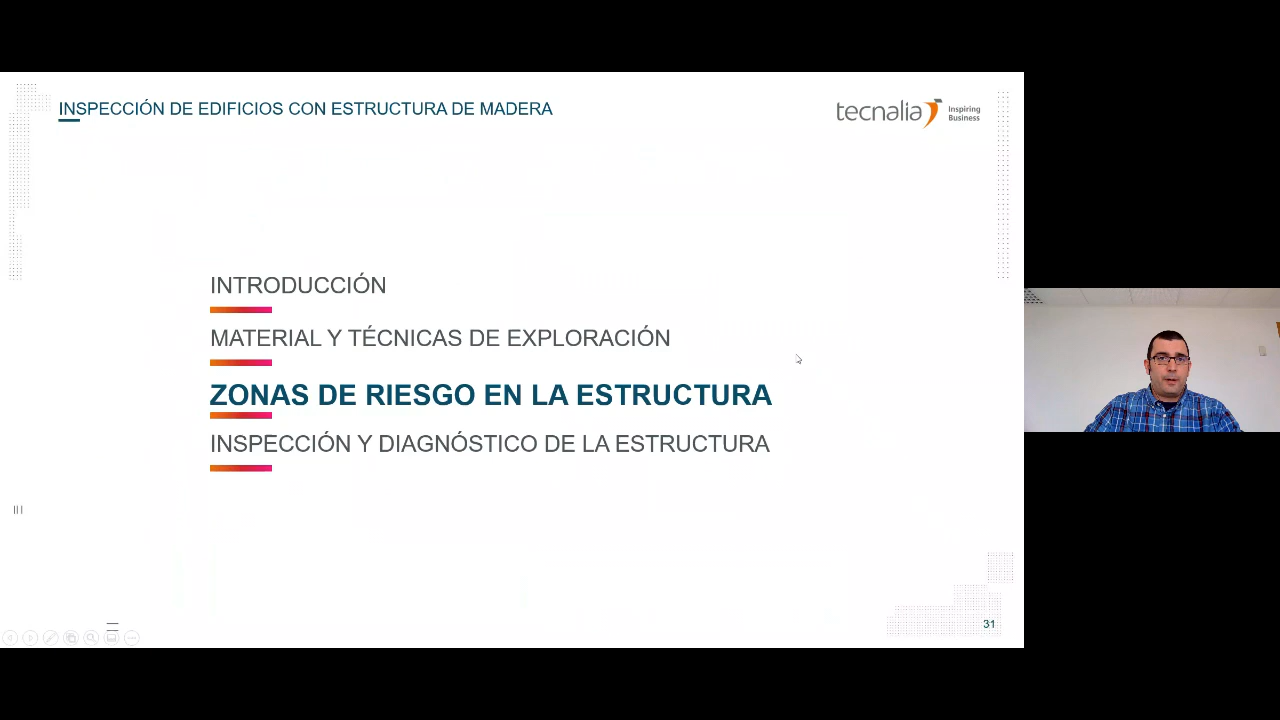 INSPECCIÓN DE EDIFICIOS CON ESTRUCTURA DE MADERA
tecnalia Inspiring
Business
INTRODUCCIÓN
MATERIAL Y TÉCNICAS DE EXPLORACIÓN
ZONAS DE RIESGO EN LA ESTRUCTURA
INSPECCIÓN Y DIAGNÓSTICO DE LA ESTRUCTURA
31